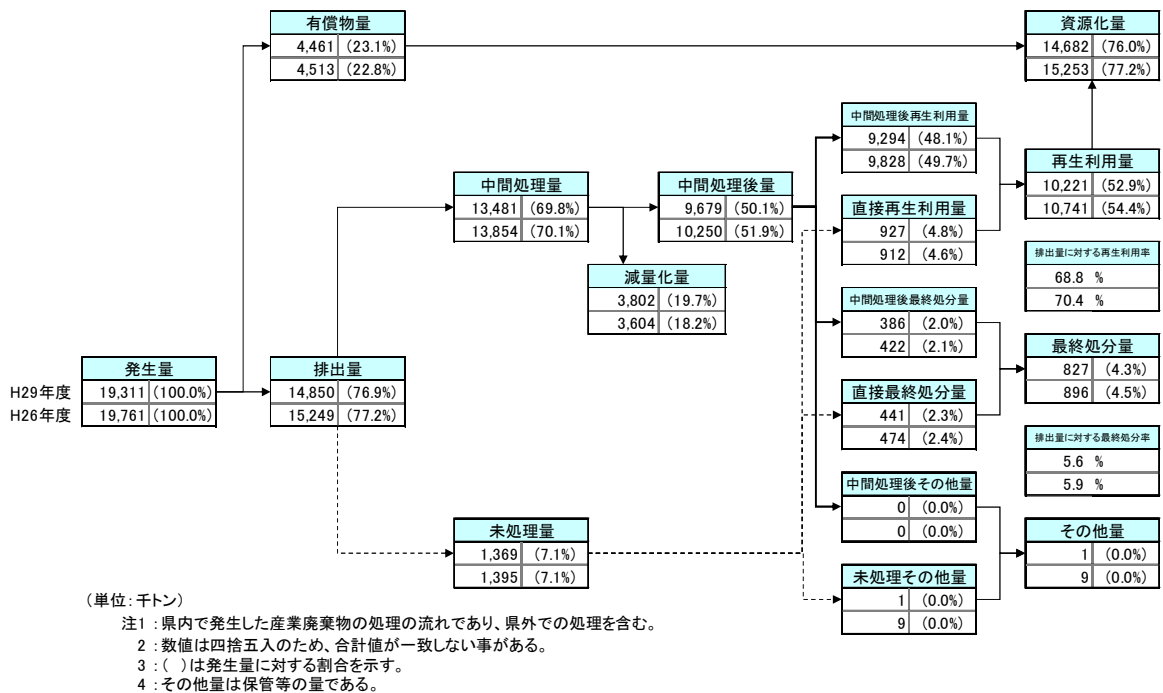 有償物量
4,461 (23.1%)
4,513 (22.8%)
資源化量
14,682 (76.0%)
15,253 (77.2%)
中間処理後再生利用量
9,294 (48.1%)
9,828 (49.7%)
再生利用量
10,221 (52.9%)
10,741 (54.4%)
中間処理量
13,481 (69.8%)
13,854 (70.1%)
中間処理後量
9,679 (50.1%)
10,250 (51.9%)
直接再生利用量
927 (4.8%)
912 (4.6%)
減量化量
3,802 (19.7%)
3,604 (18.2%)
排出量に対する再生利用率
68.8 %
70.4 %
中間処理後最終処分量
386 (2.0%)
422 (2.1%)
最終処分量
827 (4.3%)
896 (4.5%)
発生量
H29年度 19,311 (100.0%)
H26年度 19,761 (100.0%)
排出量
14,850 (76.9%)
15,249 (77.2%)
直接最終処分量
441 (2.3%)
474 (2.4%)
排出量に対する最終処分率
5.6 %
5.9 %
中間処理後その他量
0 (0.0%)
0 (0.0%)
未処理量
1,369 (7.1%)
1,395 (7.1%)
その他量
1 (0.0%)
9 (0.0%)
未処理その他量
1 (0.0%)
9 (0.0%)
（単位：千トン）
注1：県内で発生した産業廃棄物の処理の流れであり、県外での処理を含む。
2：数値は四捨五入のため、合計値が一致しない事がある。
3：（ ）は発生量に対する割合を示す。
4：その他量は保管等の量である。